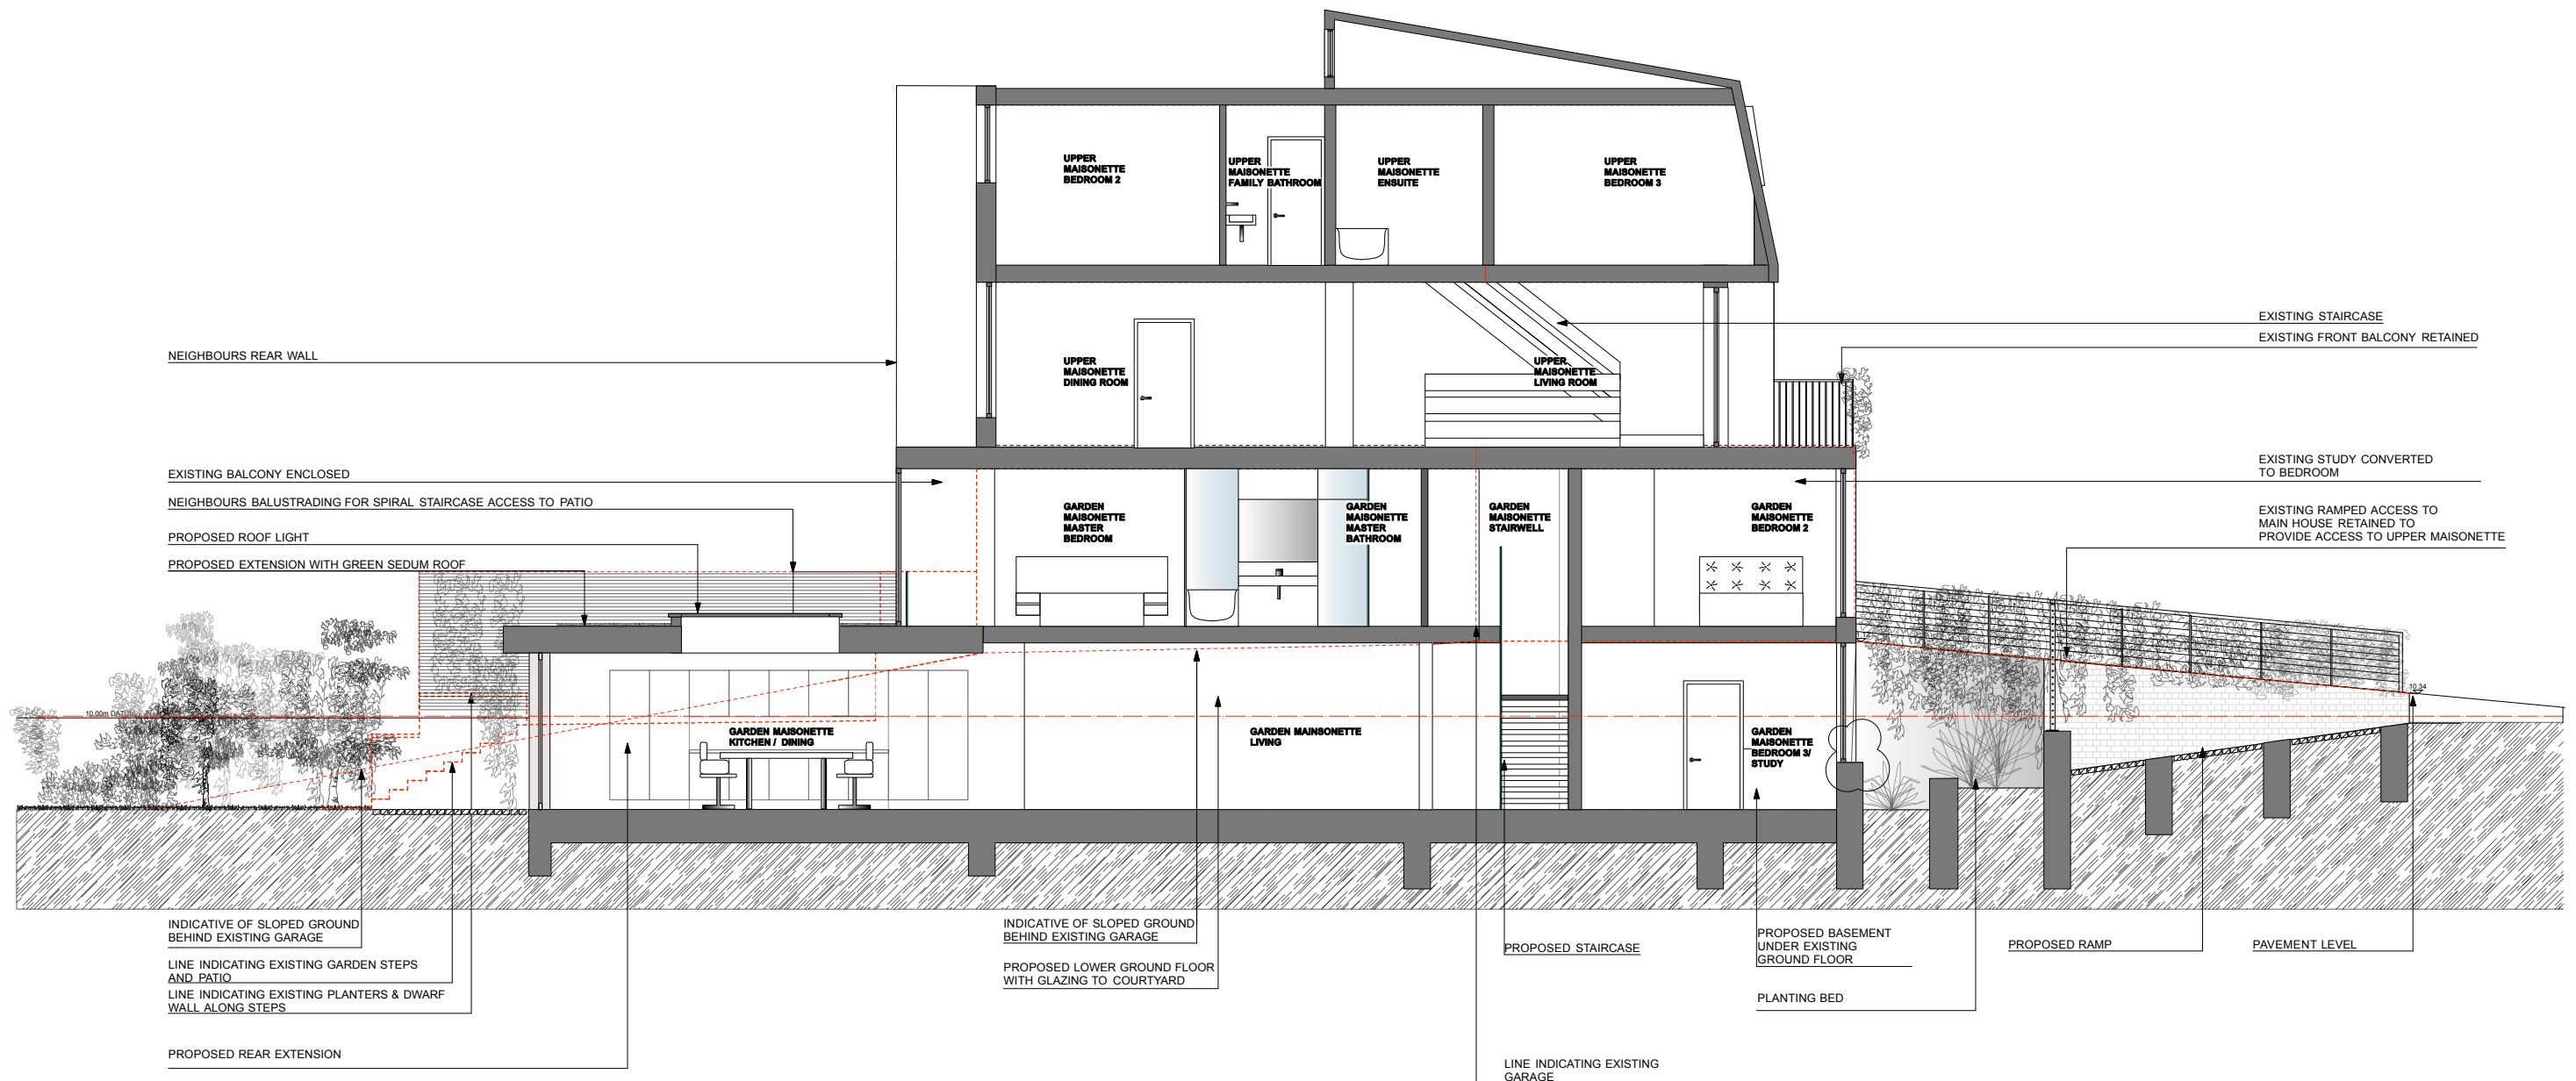 UPPER
MAISONETTE
BEDROOM 2
UPPER
MAISONETTE
FAMILY BATHROOM
UPPER
MAISONETTE
ENSUITE
UPPER
MAISONETTE
BEDROOM 3
EXISTING STAIRCASE
EXISTING FRONT BALCONY RETAINED
NEIGHBOURS REAR WALL
UPPER
MAISONETTE
DINING ROOM
UPPER
MAISONETTE
LIVING ROOM
EXISTING BALCONY ENCLOSED
NEIGHBOURS BALUSTRADING FOR SPIRAL STAIRCASE ACCESS TO PATIO
PROPOSED ROOF LIGHT
PROPOSED EXTENSION WITH GREEN SEDUM ROOF
GARDEN
MAISONETTE
MASTER
BEDROOM
GARDEN
MAISONETTE
MASTER
BATHROOM
GARDEN
MAISONETTE
STAIRWELL
GARDEN
MAISONETTE
BEDROOM 2
EXISTING STUDY CONVERTED
TO BEDROOM
EXISTING RAMPED ACCESS TO
MAIN HOUSE RETAINED TO
PROVIDE ACCESS TO UPPER MAISONETTE
10.34
10.00m DATUM
GARDEN MAISONETTE
KITCHEN / DINING
GARDEN MAINSONETTE
LIVING
GARDEN
MAISONETTE
BEDROOM 3/
STUDY
INDICATIVE OF SLOPED GROUND
BEHIND EXISTING GARAGE
LINE INDICATING EXISTING GARDEN STEPS
AND PATIO
LINE INDICATING EXISTING PLANTERS & DWARF
WALL ALONG STEPS
PROPOSED REAR EXTENSION
INDICATIVE OF SLOPED GROUND
BEHIND EXISTING GARAGE
PROPOSED LOWER GROUND FLOOR
WITH GLAZING TO COURTYARD
PROPOSED STAIRCASE
LINE INDICATING EXISTING
GARAGE
PROPOSED BASEMENT
UNDER EXISTING
GROUND FLOOR
PLANTING BED
PROPOSED RAMP
PAVEMENT LEVEL